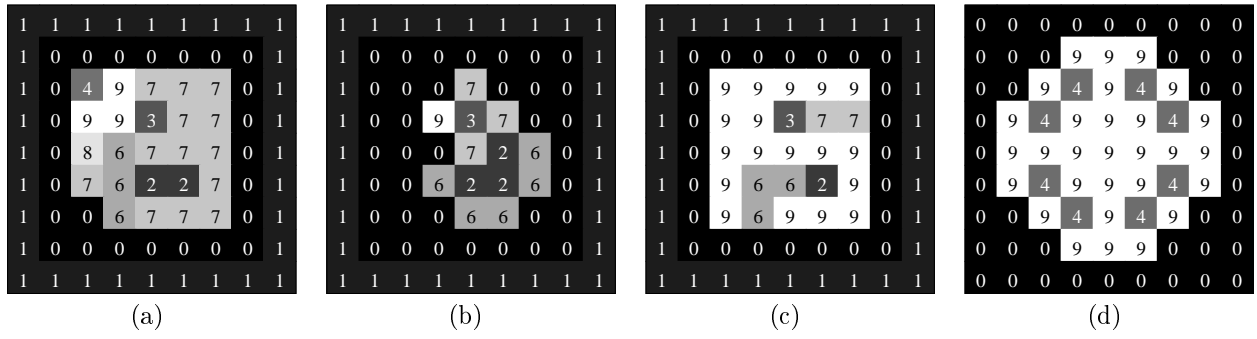 1 1 1 1 1 1 1 1 1 1 1 1 1 1 1 1 1 1 1 1 1 1 1 1 1 1 1 0 0 0 0 0 0 0 0 0
1 0 0 0 0 0 0 0 1 1 0 0 0 0 0 0 0 1 1 0 0 0 0 0 0 0 1 0 0 0 9 9 9 0 0 0
1 0 4 9 7 7 7 0 1 1 0 0 0 7 0 0 0 1 1 0 9 9 9 9 9 0 1 0 0 9 4 9 4 9 0 0
1 0 9 9 3 7 7 0 1 1 0 0 9 3 7 0 0 1 1 0 9 9 3 7 7 0 1 0 9 4 9 9 9 4 9 0
1 0 8 6 7 7 7 0 1 1 0 0 0 7 2 6 0 1 1 0 9 9 9 9 9 0 1 0 9 9 9 9 9 9 9 0
1 0 7 6 2 2 7 0 1 1 0 0 6 2 2 6 0 1 1 0 9 6 6 2 9 0 1 0 9 4 9 9 9 4 9 0
1 0 0 6 7 7 7 0 1 1 0 0 0 6 6 0 0 1 1 0 9 6 9 9 9 0 1 0 0 9 4 9 4 9 0 0
1 0 0 0 0 0 0 0 1 1 0 0 0 0 0 0 0 1 1 0 0 0 0 0 0 0 1 0 0 0 9 9 9 0 0 0
1 1 1 1 1 1 1 1 1 1 1 1 1 1 1 1 1 1 1 1 1 1 1 1 1 1 1 0 0 0 0 0 0 0 0 0
(a) (b) (c) (d)